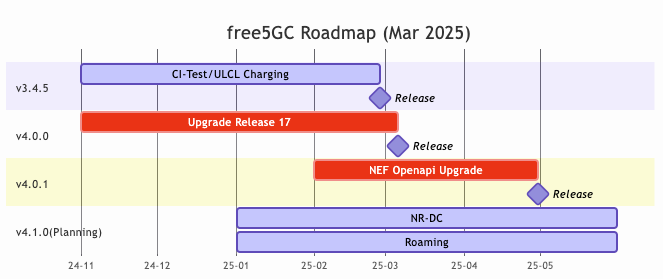 free5GC Roadmap (Mar 2025)
CI-Test/ULCL Charging
v3.4.5
Release
Upgrade Release 17
v4.0.0
Release
NEF Openapi Upgrade
v4.0.1
Release
NR-DC
v4.1.0(Planning)
Roaming
24-11 24-12 25-01 25-02 25-03 25-04 25-05